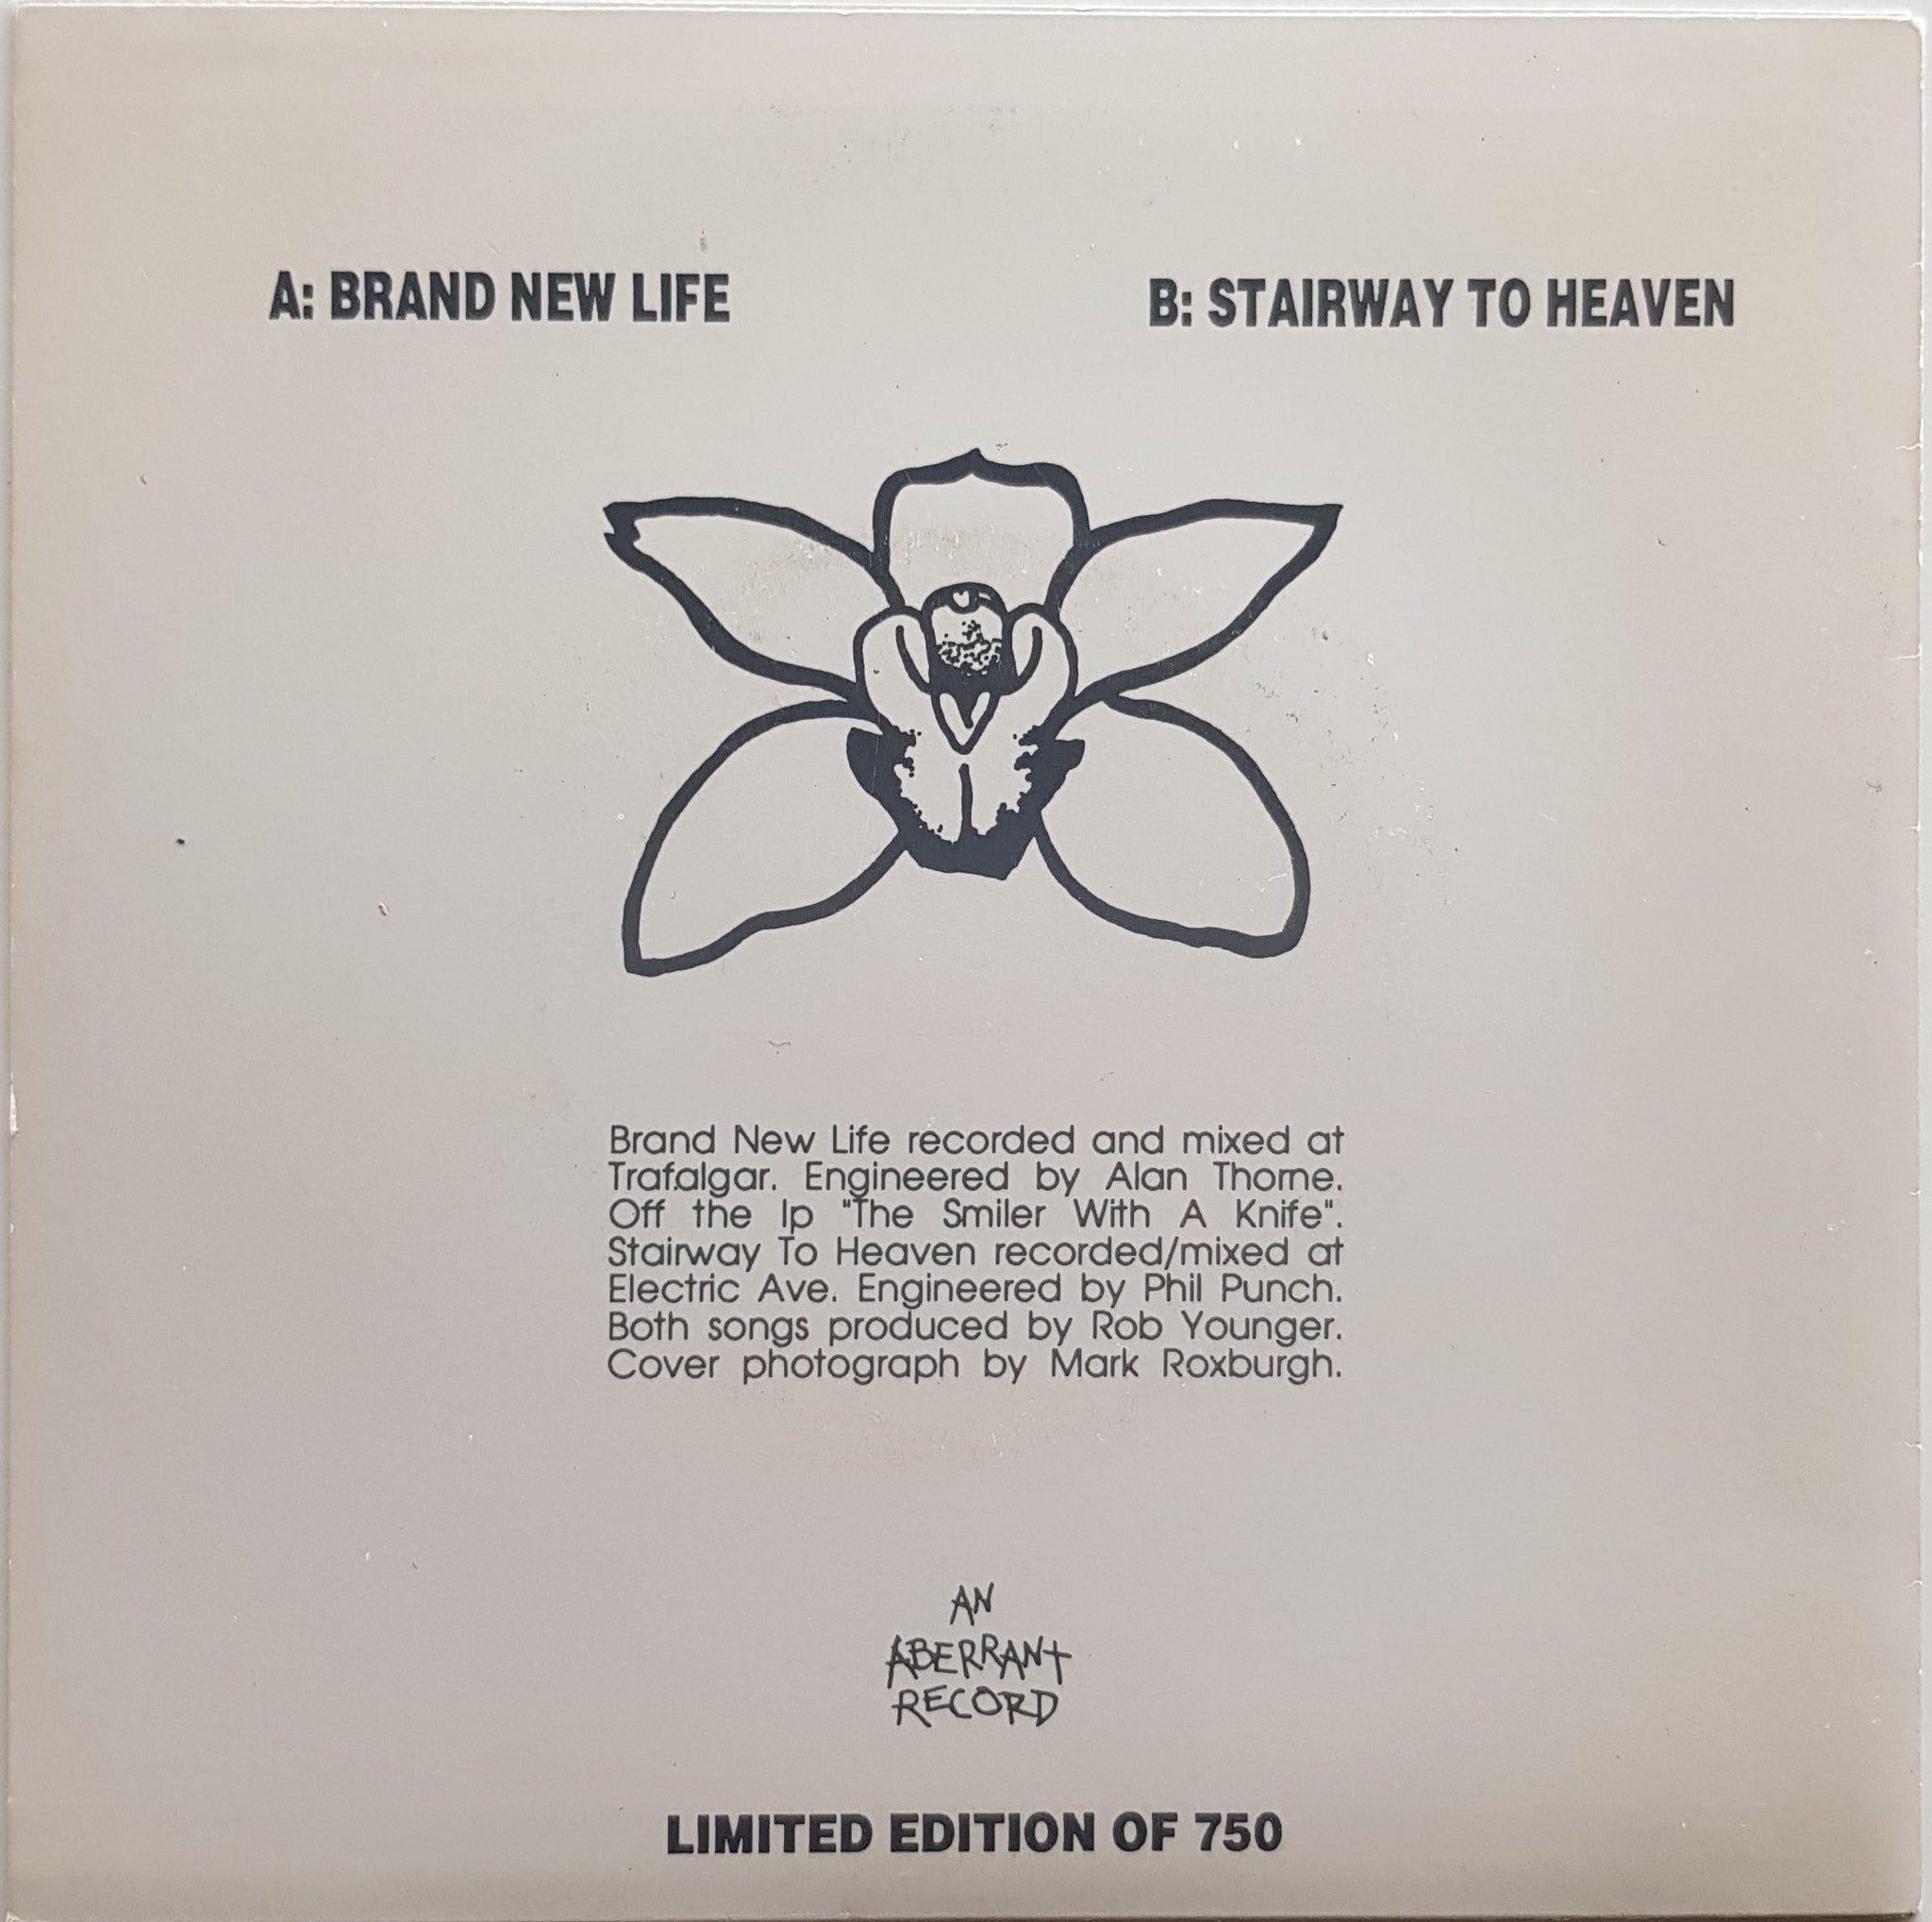 A: BRAND NEW LIFE
B: STAIRWAY TO HEAVEN
Brand New Life recorded and mixed at
Trafalgar. Engineered by Alan Thorne.
Off the lp "The Smiler With A Knife".
Stairway To Heaven recorded/mixed at
Electric Ave. Engineered by Phil Punch.
Both songs produced by Rob Younger.
Cover photograph by Mark Roxburgh.
AN
ABERRANT
RECORD
LIMITED EDITION OF 750